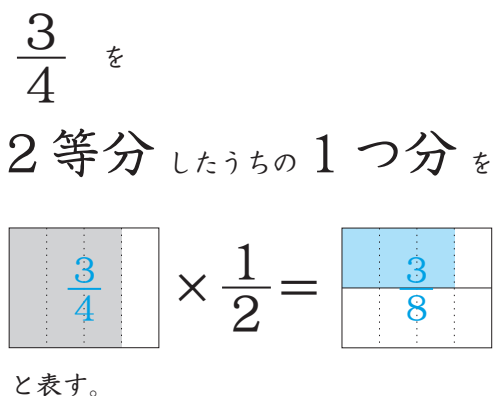 3/4 を
2等分したうちの1つ分を
3/4 × 1/2 = 3/8
と表す。